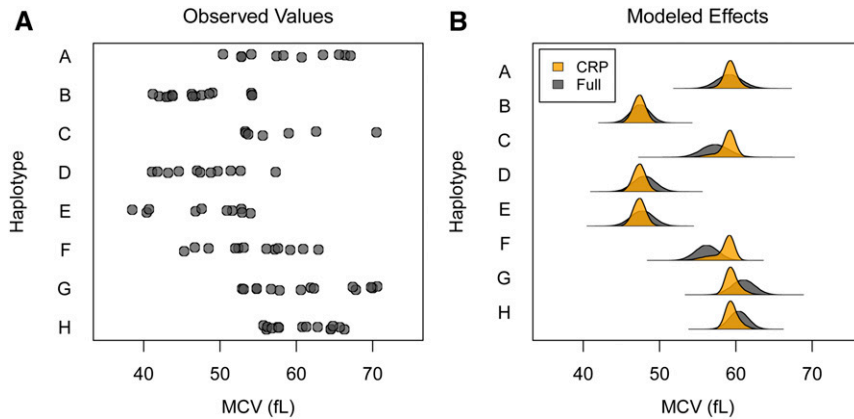 A
Observed Values
Haplotype
A
B
C
D
E
F
G
H
40 50 60 70
MCV (fL)
B
Modeled Effects
Haplotype
CRP
Full
A
B
C
D
E
F
G
H
40 50 60 70
MCV (fL)